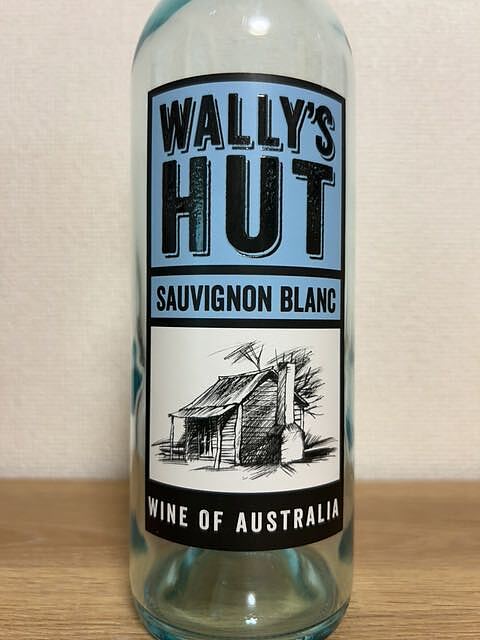 WALLY'S
HUT
SAUVIGNON BLANC
WINE OF AUSTRALIA